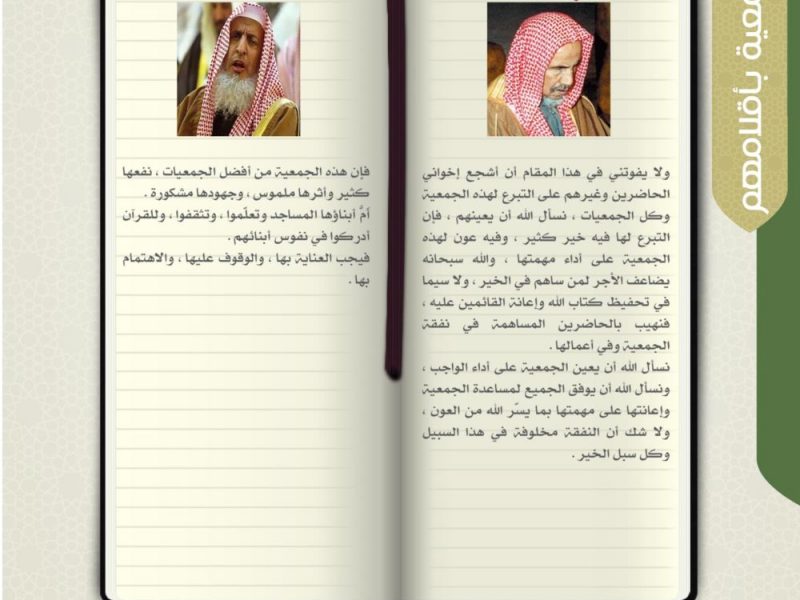 ولا يفوتني في هذا المقام أن أشجع إخواني
الحاضرين وغيرهم على التبرع لهذه الجمعية
وكل الجمعيات ، نسأل الله أن يعينهم ، فإن
التبرع لها فيه خير كثير ، وفيه عون لهذه
الجمعية على أداء مهمتها ، والله سبحانه
يضاعف الأجر لمن ساهم في الخير ، ولا سيما
في تحفيظ كتاب الله وإعانة القائمين عليه ،
فنهيب بالحاضرين المساهمة في نفقة
الجمعية وفي أعمالها .
نسأل الله أن يعين الجمعية على أداء الواجب ،
ونسأل الله أن يوفق الجميع لمساعدة الجمعية
وإعانتها على مهمتها بما يسّر الله من العون ،
ولا شك أن النفقة مخلوفة في هذا السبيل
وكل سبل الخير .
فإن هذه الجمعية من أفضل الجمعيات ، نفعها
كثير وأثرها ملموس ، وجهودها مشكورة .
أمَّ أبناؤها المساجد وتعلّموا ، وتثقفوا ، وللقرآن
أدركوا في نفوس أبنائهم .
فيجب العناية بها ، والوقوف عليها ، والاهتمام
بها .
بأقلامهم